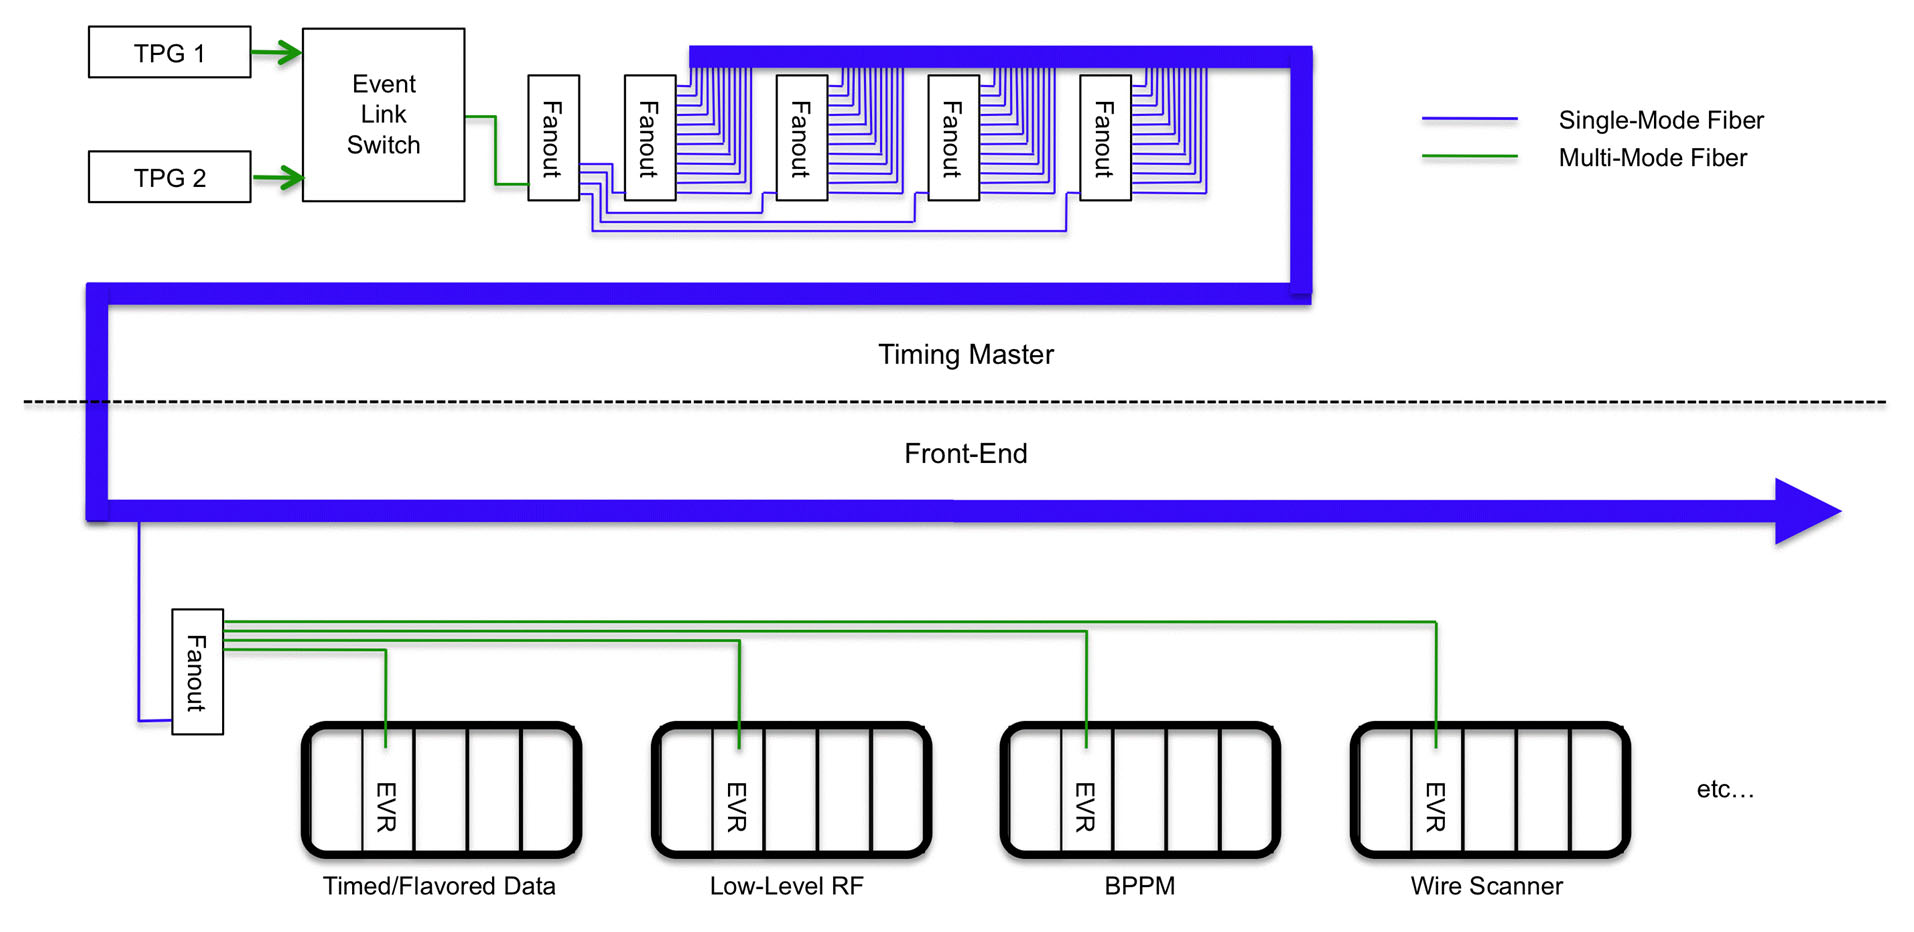 TPG 1
TPG 2
Event
Link
Switch
Fanout
Fanout
Fanout
Fanout
Fanout
Single-Mode Fiber
Multi-Mode Fiber
Timing Master
Front-End
Fanout
EVR
EVR
EVR
EVR
etc...
Timed/Flavored Data
Low-Level RF
BPPM
Wire Scanner